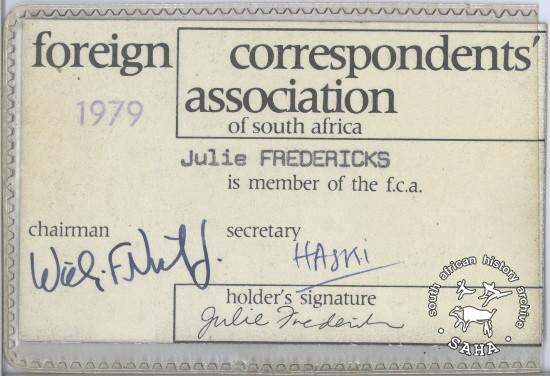 foreign correspondents'
1979 association
of south africa
Julie FREDERICKS
is member of the f.c.a.
chairman secretary
HASKI
holder's signature
Julie Fredericks
south african history archive
• SAHA •